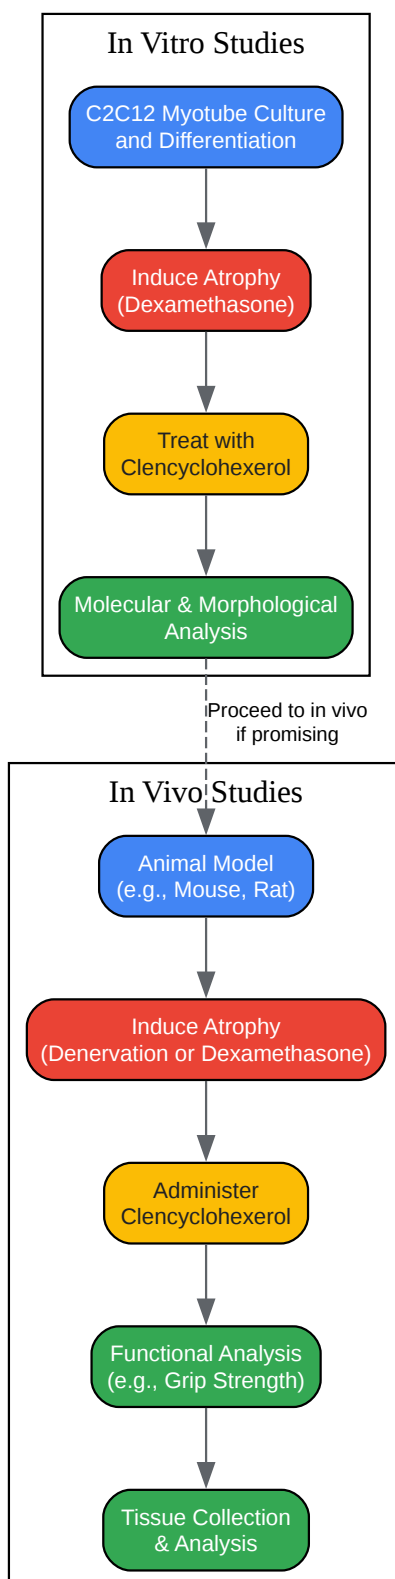 In Vitro Studies
C2C12 Myotube Culture
and Differentiation
Induce Atrophy
(Dexamethasone)
Treat with
Clencyclohexerol
Molecular & Morphological
Analysis
Proceed to in vivo
if promising
In Vivo Studies
Animal Model
(e.g., Mouse, Rat)
Induce Atrophy
(Denervation or Dexamethasone)
Administer
Clencyclohexerol
Functional Analysis
(e.g., Grip Strength)
Tissue Collection
& Analysis